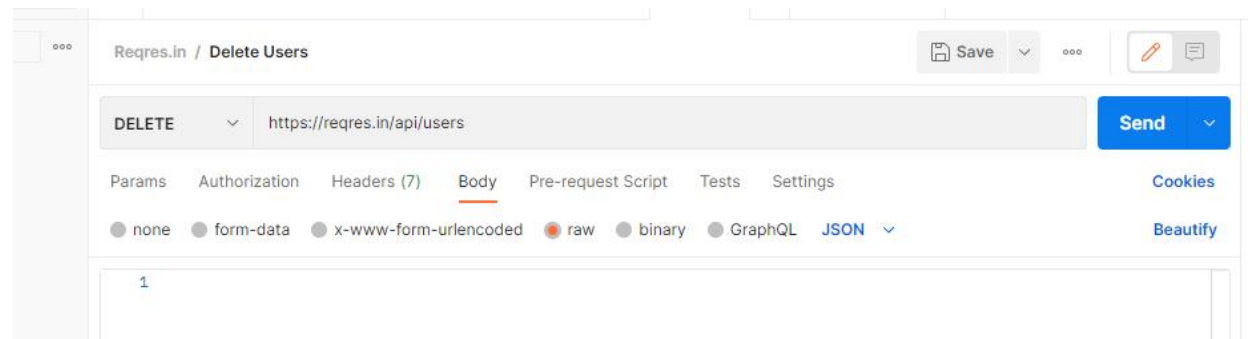 Reqres.in / Delete Users Save
DELETE https://reqres.in/api/users Send
Params Authorization Headers (7) Body Pre-request Script Tests Settings Cookies
none form-data x-www-form-urlencoded raw binary GraphQL JSON Beautify
1